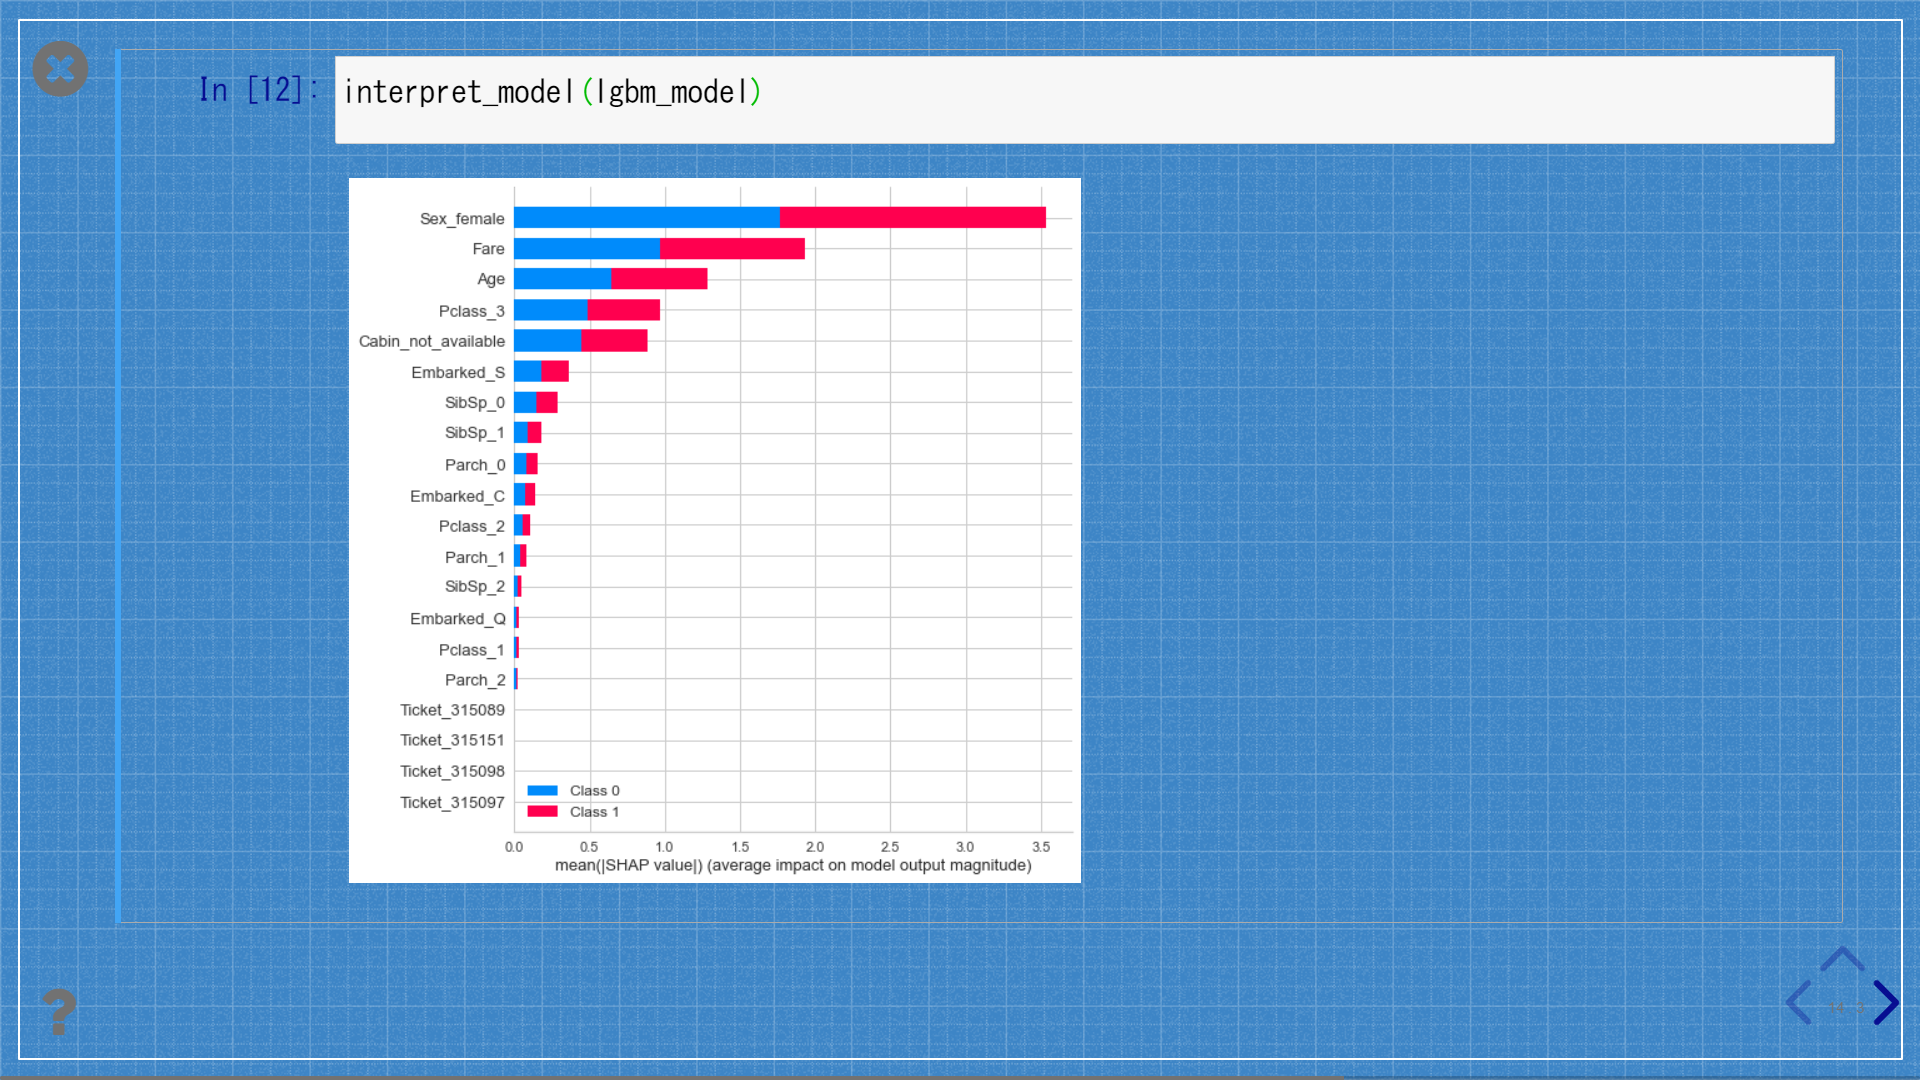 In [12]: interpret_model(lgbm_model)
Sex_female
Fare
Age
Pclass_3
Cabin_not_available
Embarked_S
SibSp_0
SibSp_1
Parch_0
Embarked_C
Pclass_2
Parch_1
SibSp_2
Embarked_Q
Pclass_1
Parch_2
Ticket_315089
Ticket_315151
Ticket_315098
Ticket_315097
Class 0
Class 1
0.0 0.5 1.0 1.5 2.0 2.5 3.0 3.5
mean(|SHAP value|) (average impact on model output magnitude)
?